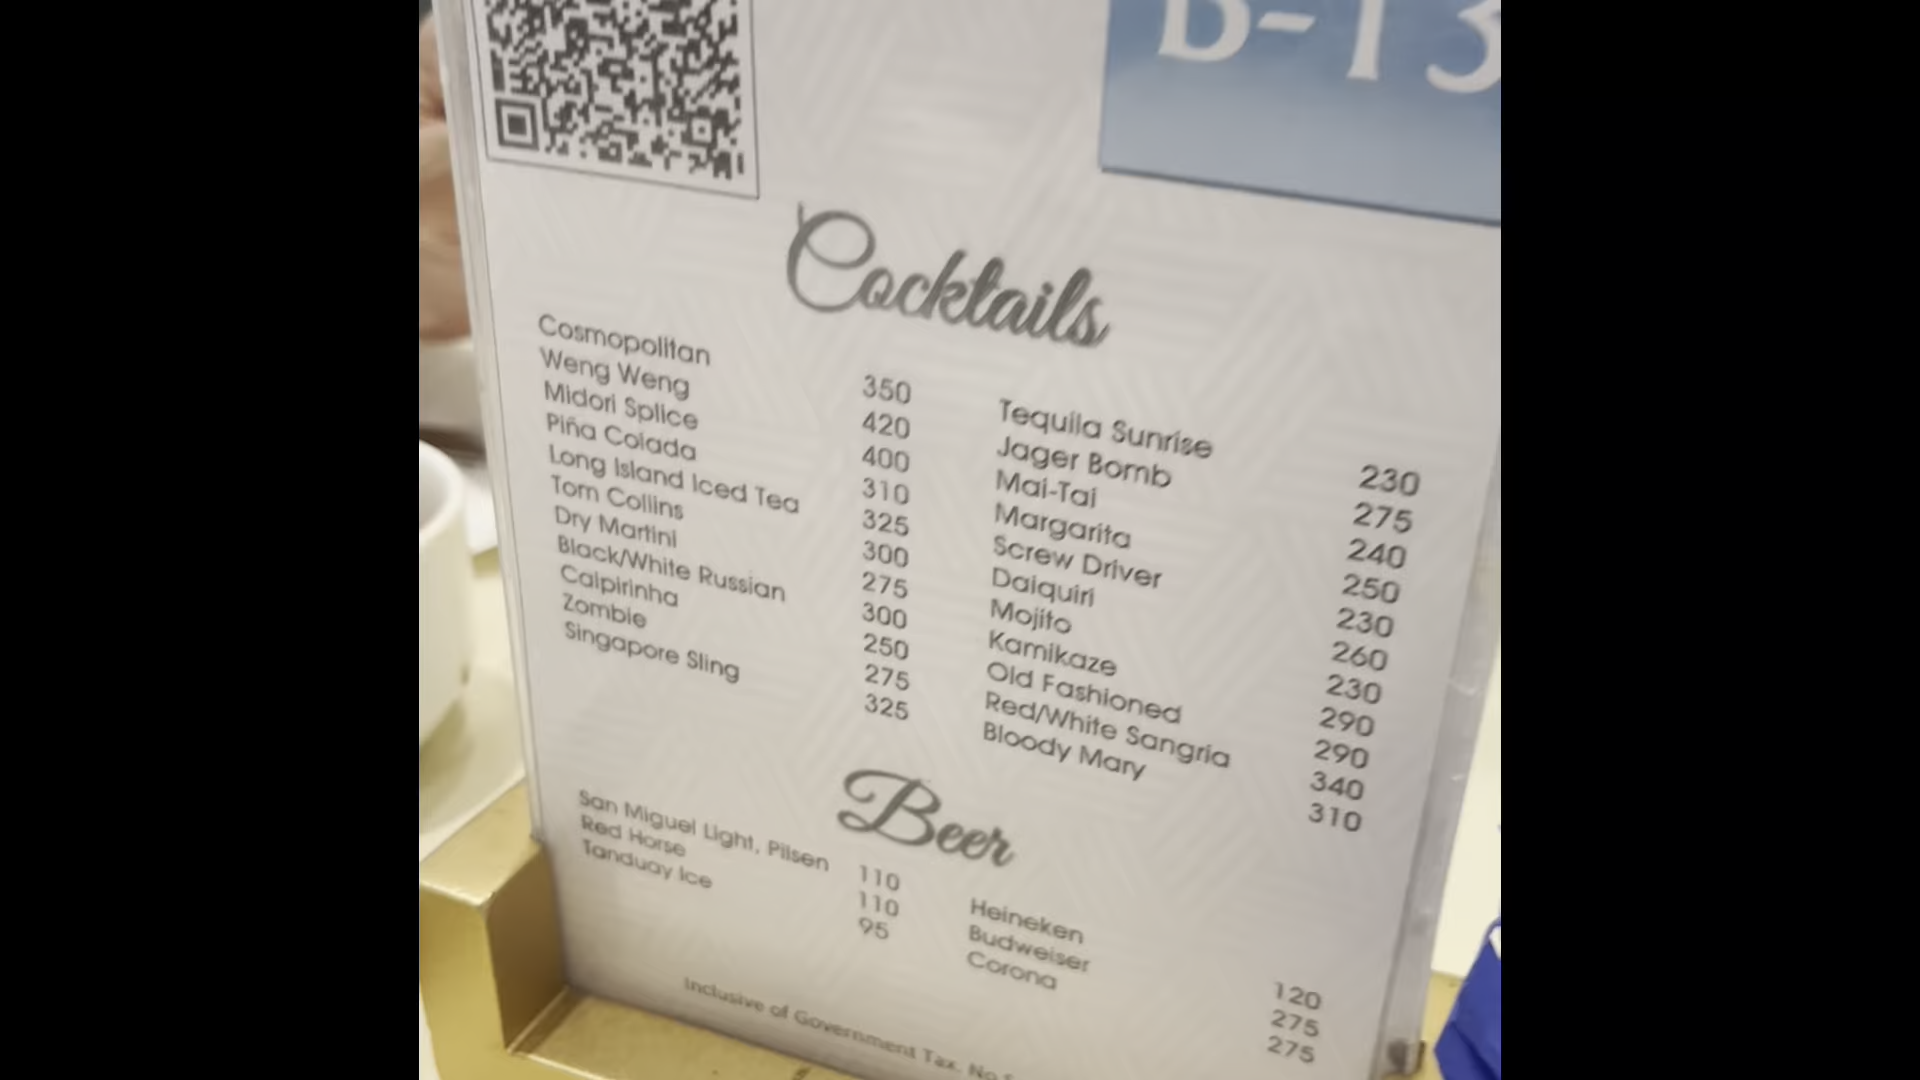 B-13
Cocktails
Cosmopolitan 350
Weng Weng 420
Midori Splice 400
Piña Colada 310
Long Island Iced Tea 325
Tom Collins 300
Dry Martini 275
Black/White Russian 300
Caipirinha 250
Zombie 275
Singapore Sling 325
Tequila Sunrise 230
Jager Bomb 275
Mai-Tai 240
Margarita 250
Screw Driver 230
Daiquiri 260
Mojito 230
Kamikaze 290
Old Fashioned 290
Red/White Sangria 340
Bloody Mary 310
Beer
San Miguel Light, Pilsen 110
Red Horse 110
Tanduay Ice 95
Heineken 120
Budweiser 275
Corona 275
Inclusive of Government Tax. No